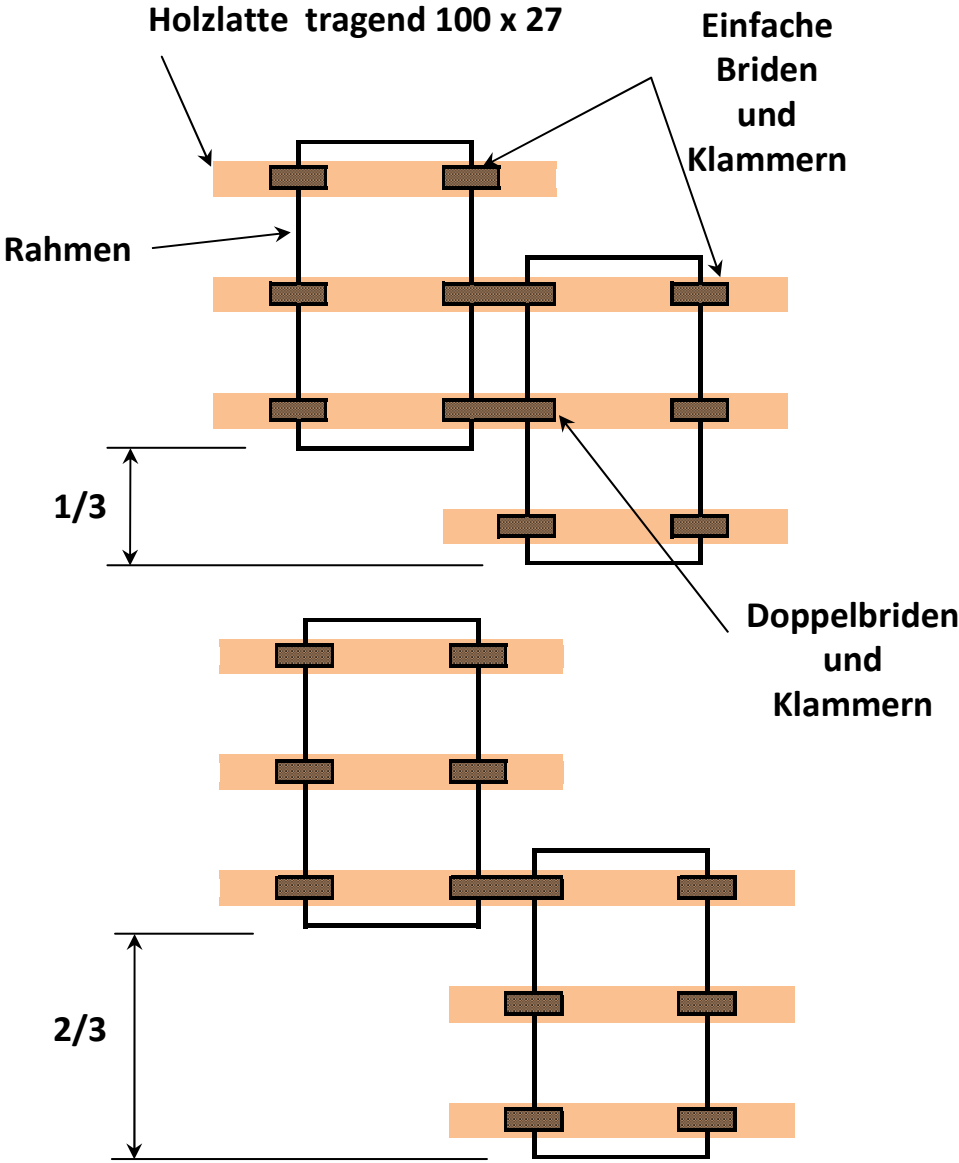 Holzlatte tragend 100 x 27
Einfache
Briden
und
Klammern
Rahmen
1/3
Doppelbriden
und
Klammern
2/3